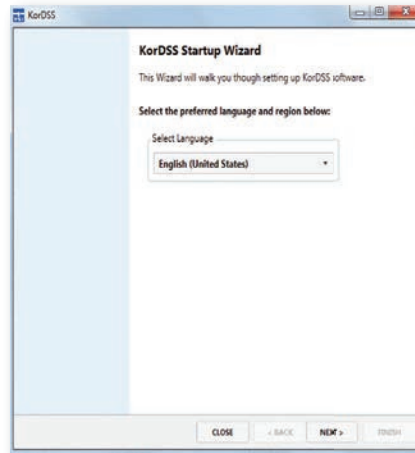 KorDSS
KorDSS Startup Wizard
This Wizard will walk you though setting up KorDSS software.
Select the preferred language and region below:
Select Language
English (United States)
CLOSE
< BACK
NEXT >
FINISH